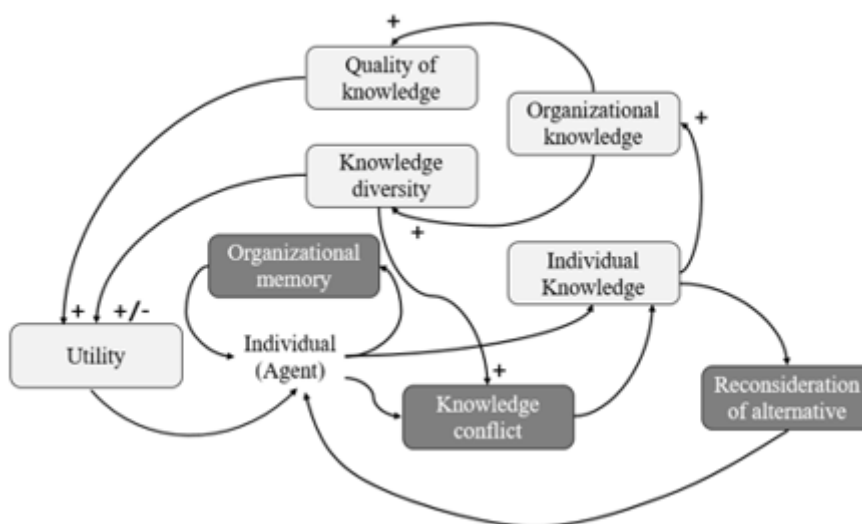 +
Quality of
knowledge
Organizational
knowledge
+
Knowledge
diversity
+
Organizational
memory
Individual
Knowledge
+
+/-
Utility
Individual
(Agent)
+
Knowledge
conflict
Reconsideration
of alternative